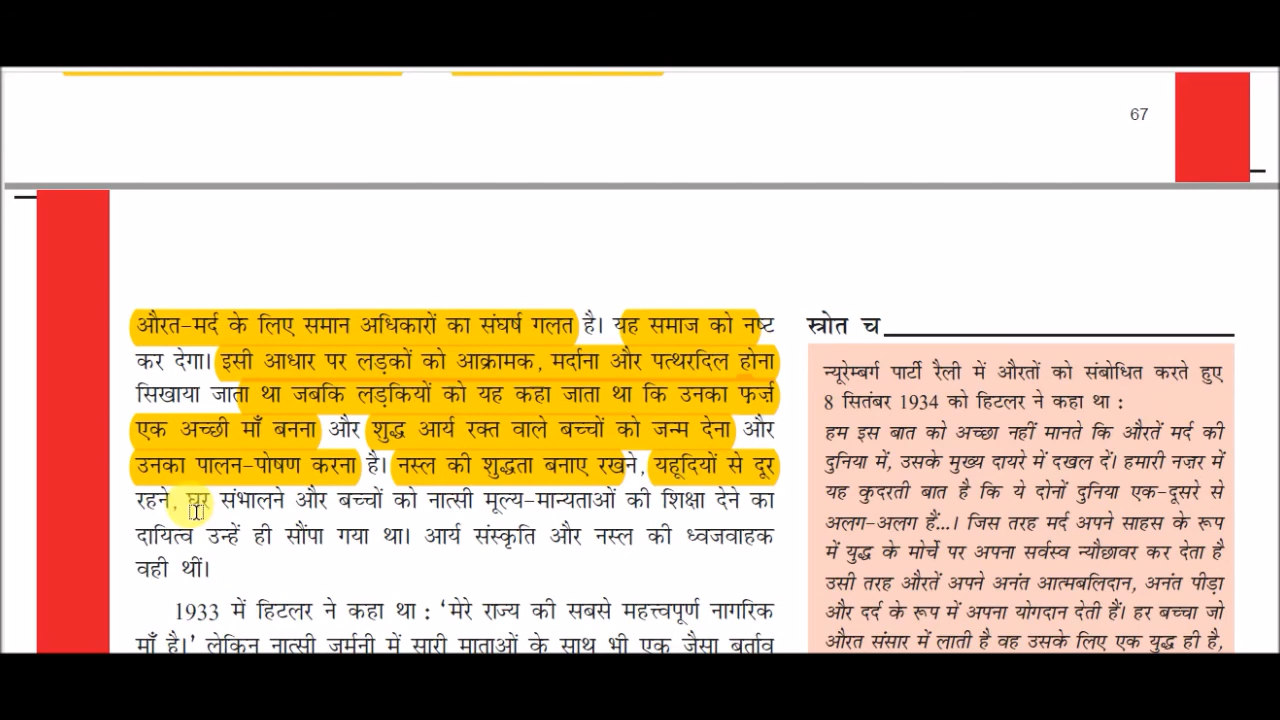 67
औरत-मर्द के लिए समान अधिकारों का संघर्ष गलत है। यह समाज को नष्ट
कर देगा। इसी आधार पर लड़कों को आक्रामक, मर्दाना और पत्थरदिल होना
सिखाया जाता था जबकि लड़कियों को यह कहा जाता था कि उनका फ़र्ज़
एक अच्छी माँ बनना और शुद्ध आर्य रक्त वाले बच्चों को जन्म देना और
उनका पालन-पोषण करना है। नस्ल की शुद्धता बनाए रखने, यहूदियों से दूर
रहने, घर संभालने और बच्चों को नात्सी मूल्य-मान्यताओं की शिक्षा देने का
दायित्व उन्हें ही सौंपा गया था। आर्य संस्कृति और नस्ल की ध्वजवाहक
वही थीं।
1933 में हिटलर ने कहा था : ‘मेरे राज्य की सबसे महत्त्वपूर्ण नागरिक
माँ है।’ लेकिन नात्सी जर्मनी में सारी माताओं के साथ भी एक जैसा बर्ताव
स्त्रोत च
न्यूरेम्बर्ग पार्टी रैली में औरतों को संबोधित करते हुए
8 सितंबर 1934 को हिटलर ने कहा था :
हम इस बात को अच्छा नहीं मानते कि औरतें मर्द की
दुनिया में, उसके मुख्य दायरे में दखल दें। हमारी नज़र में
यह कुदरती बात है कि ये दोनों दुनिया एक-दूसरे से
अलग-अलग हैं...। जिस तरह मर्द अपने साहस के रूप
में युद्ध के मोर्चे पर अपना सर्वस्व न्यौछावर कर देता है
उसी तरह औरतें अपने अनंत आत्मबलिदान, अनंत पीड़ा
और दर्द के रूप में अपना योगदान देती हैं। हर बच्चा जो
औरत संसार में लाती है वह उसके लिए एक युद्ध ही है,